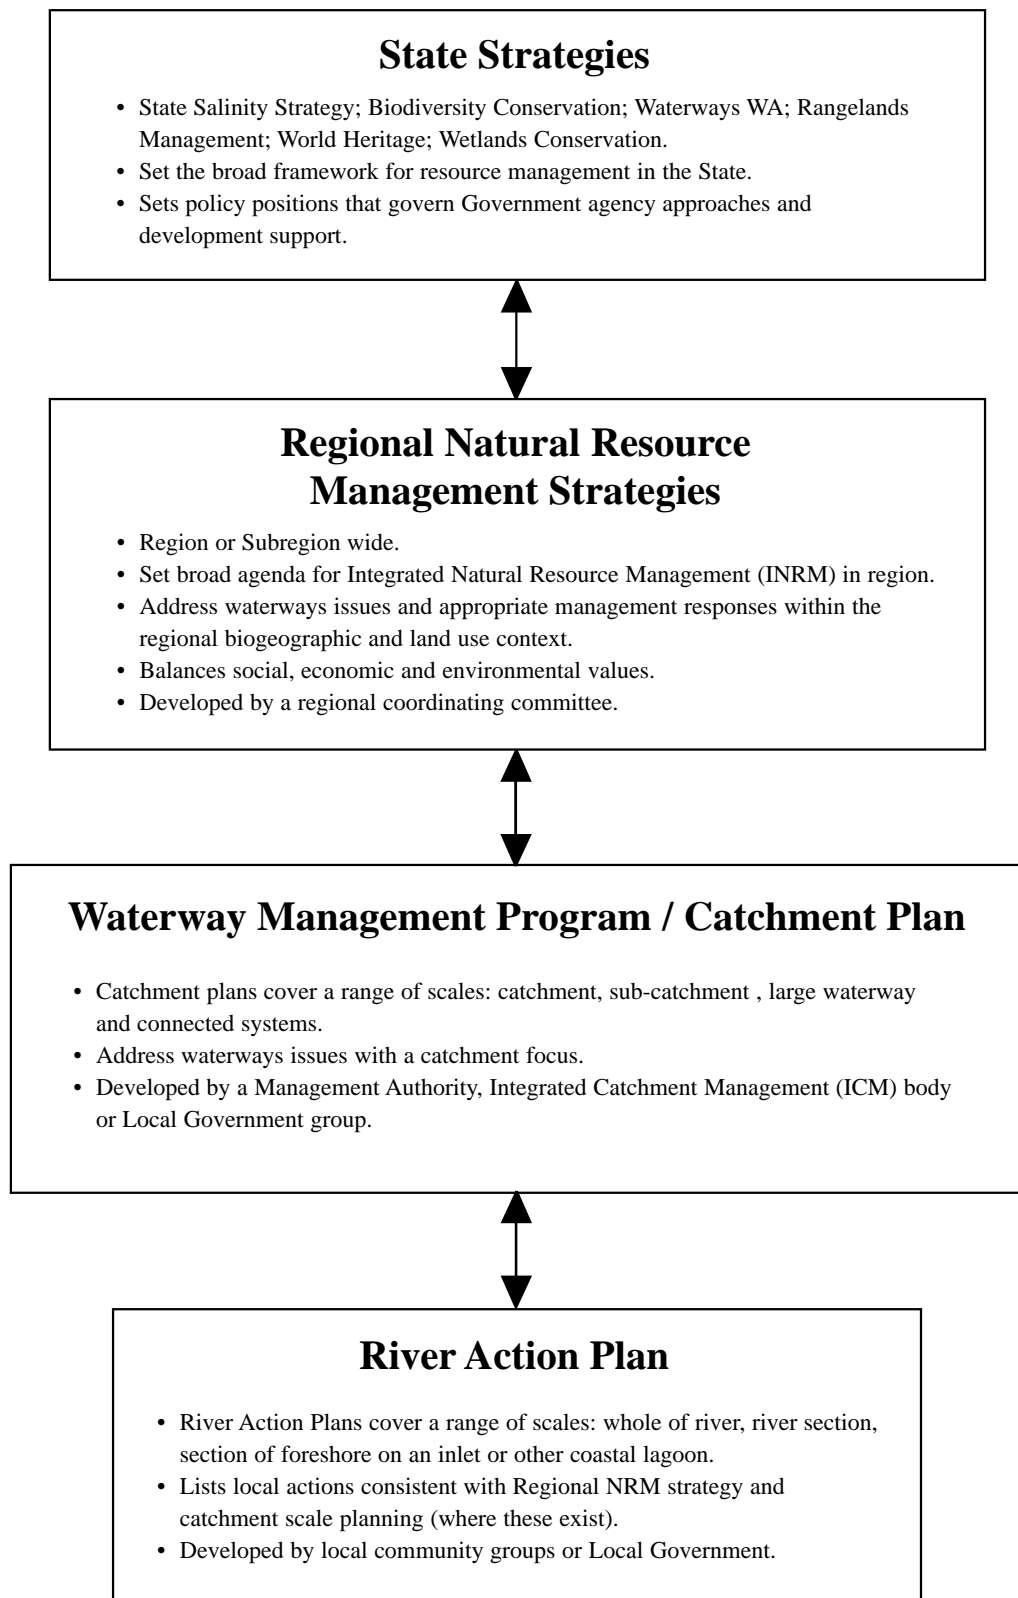 State Strategies
• State Salinity Strategy; Biodiversity Conservation; Waterways WA; Rangelands
Management; World Heritage; Wetlands Conservation.
• Set the broad framework for resource management in the State.
• Sets policy positions that govern Government agency approaches and
development support.
Regional Natural Resource
Management Strategies
• Region or Subregion wide.
• Set broad agenda for Integrated Natural Resource Management (INRM) in region.
• Address waterways issues and appropriate management responses within the
regional biogeographic and land use context.
• Balances social, economic and environmental values.
• Developed by a regional coordinating committee.
Waterway Management Program / Catchment Plan
• Catchment plans cover a range of scales: catchment, sub-catchment , large waterway
and connected systems.
• Address waterways issues with a catchment focus.
• Developed by a Management Authority, Integrated Catchment Management (ICM) body
or Local Government group.
River Action Plan
• River Action Plans cover a range of scales: whole of river, river section,
section of foreshore on an inlet or other coastal lagoon.
• Lists local actions consistent with Regional NRM strategy and
catchment scale planning (where these exist).
• Developed by local community groups or Local Government.